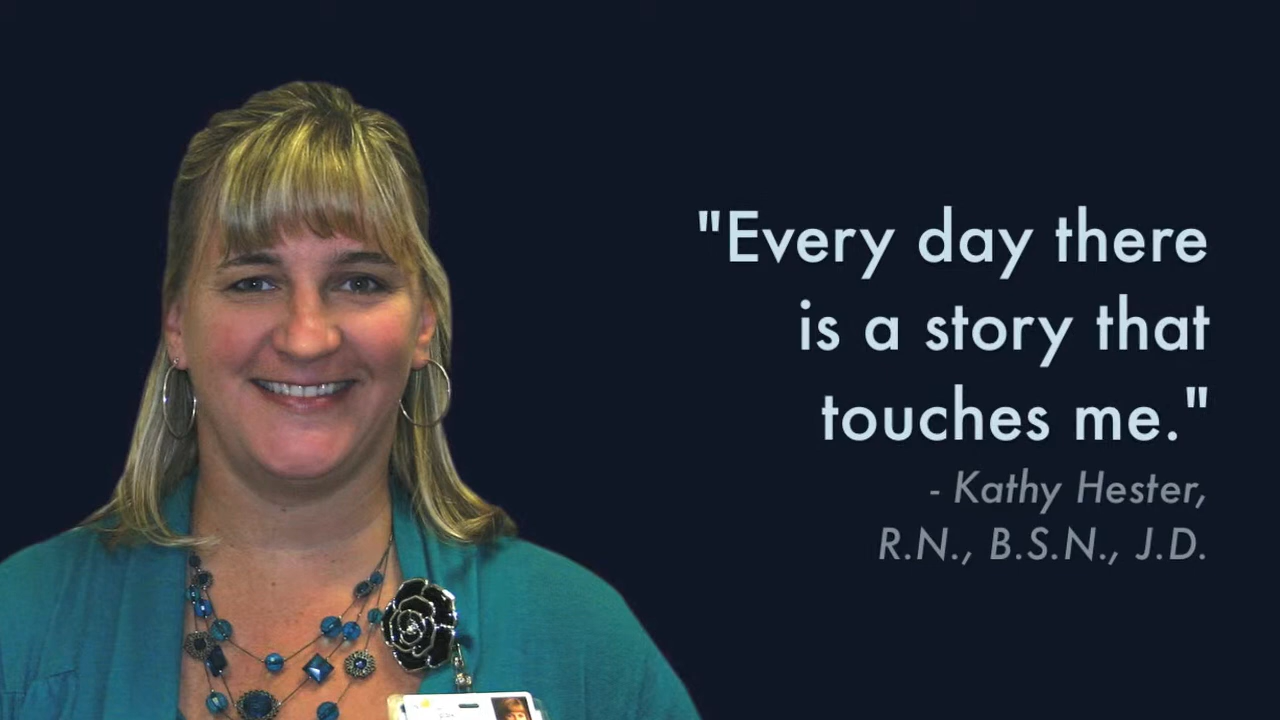 "Every day there
is a story that
touches me."
- Kathy Hester,
R.N., B.S.N., J.D.